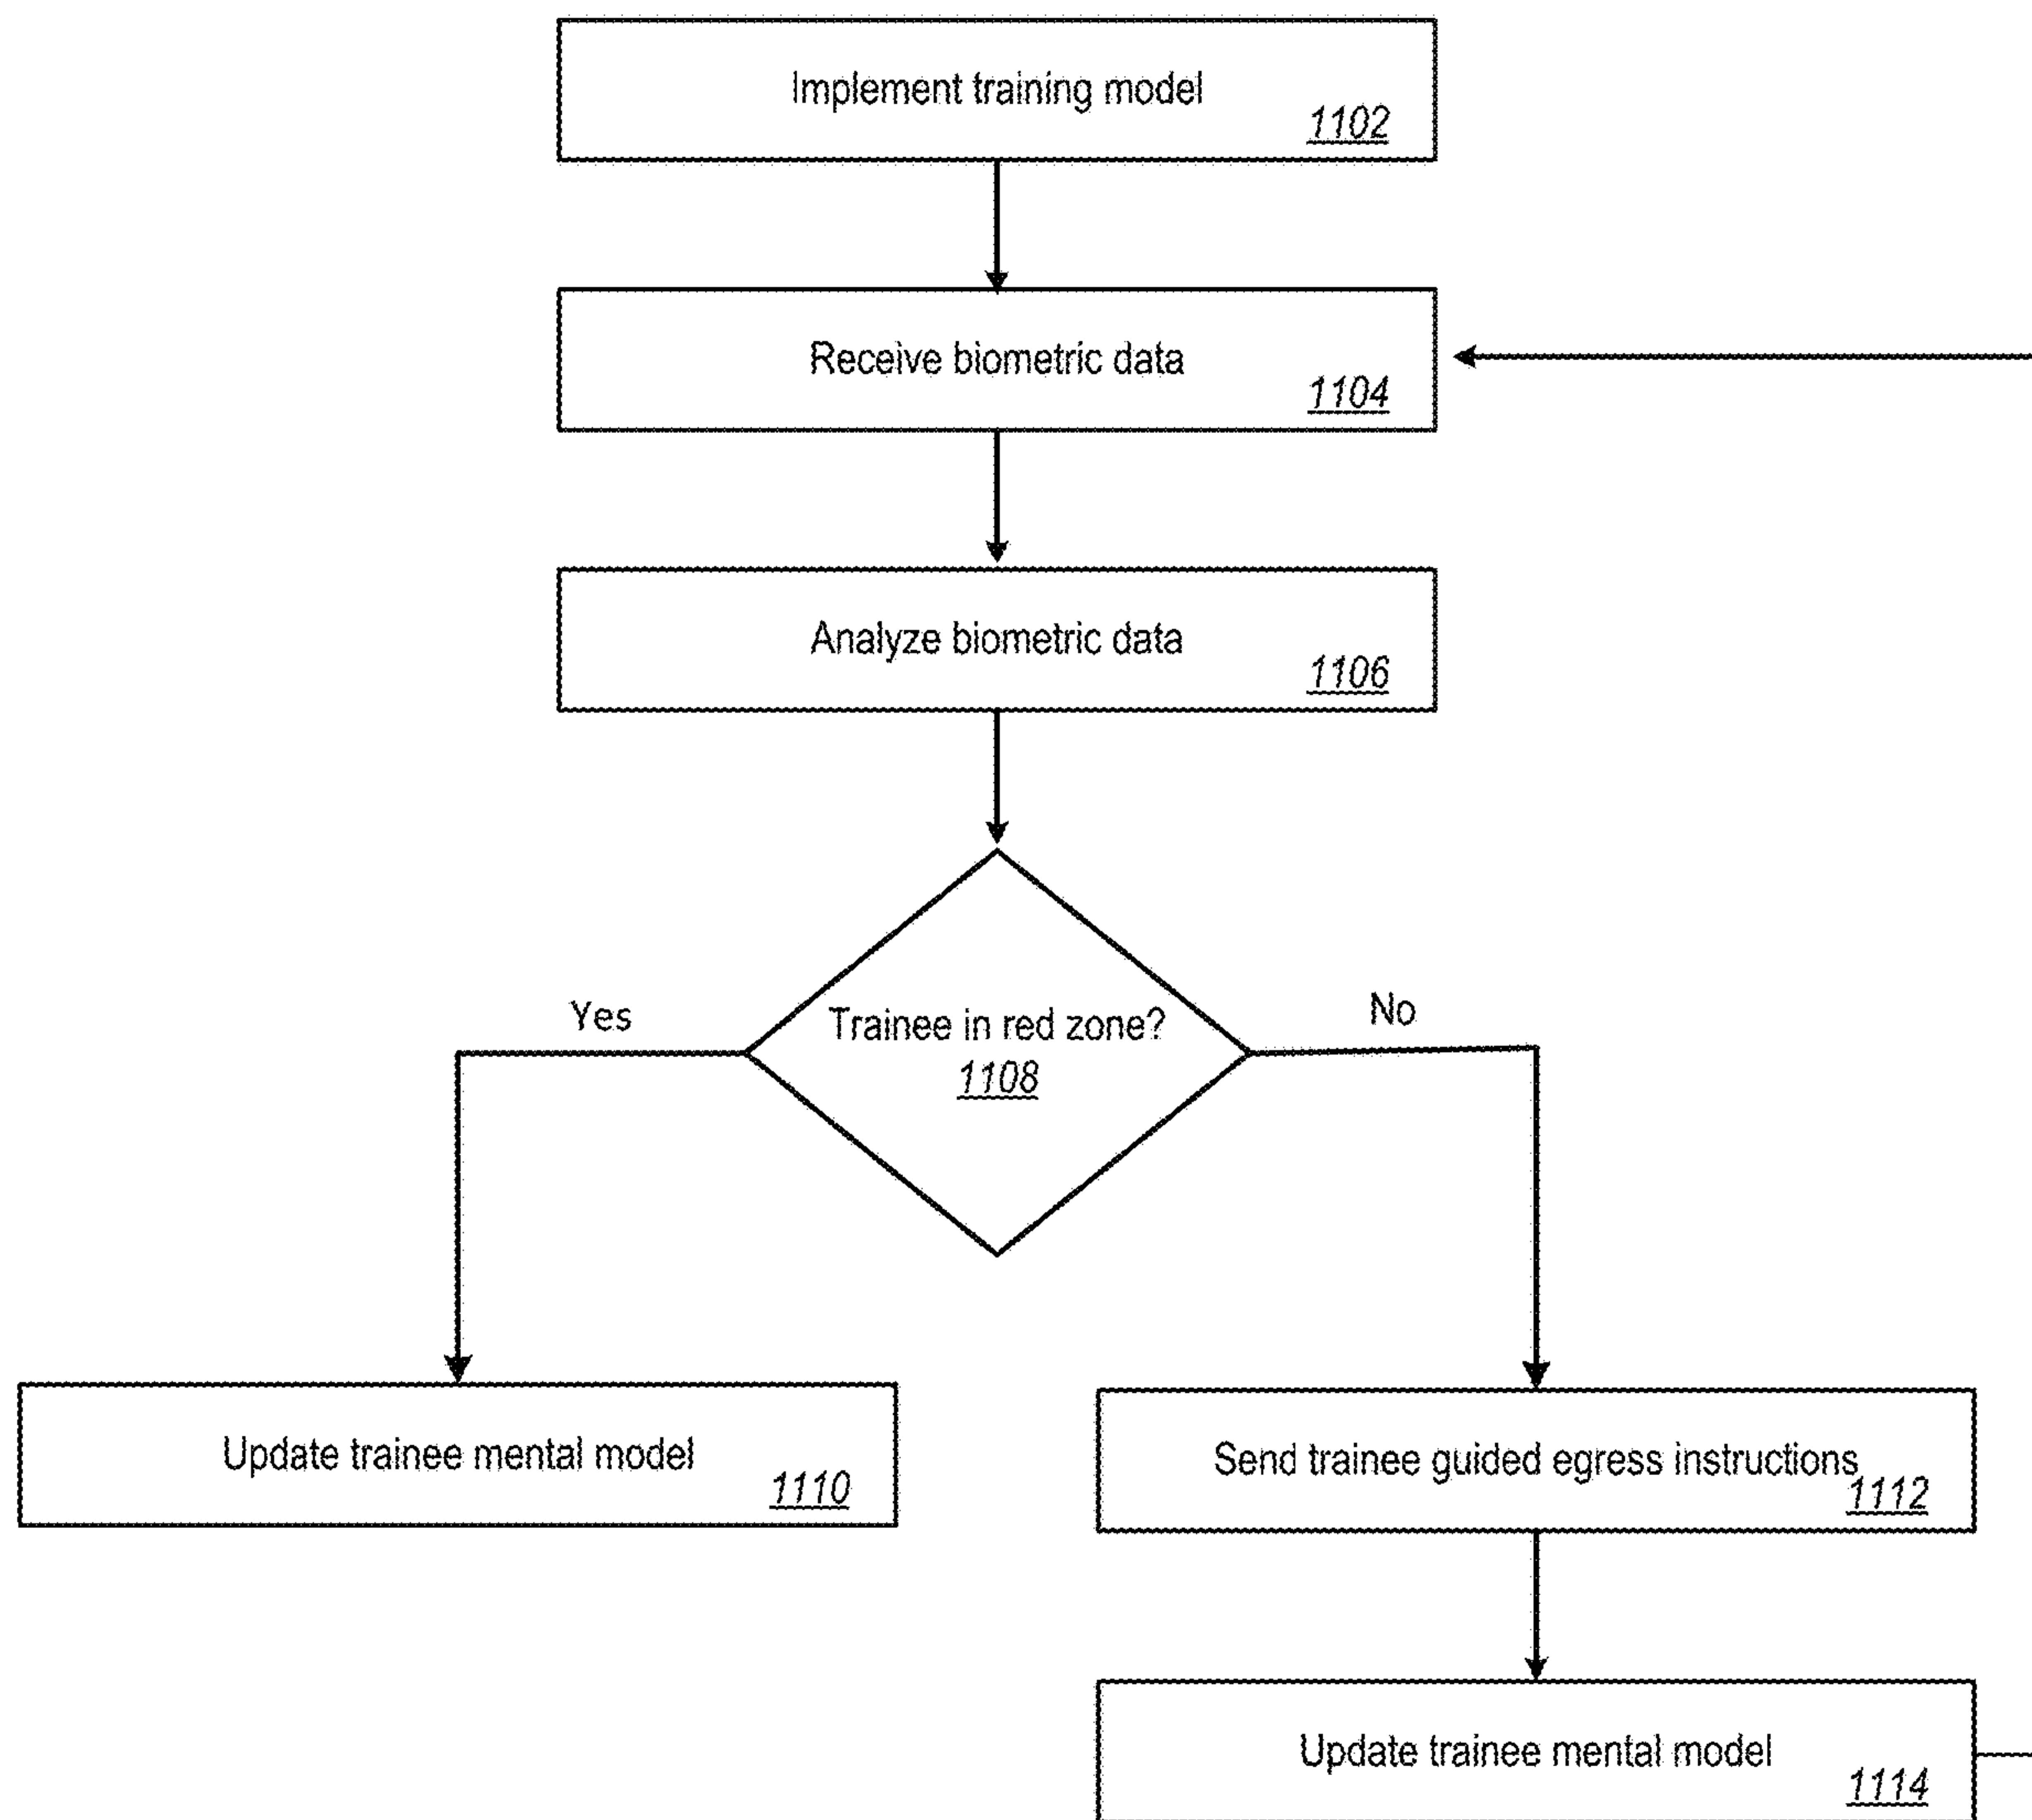 Implement training model
1102
Receive biometric data
1104
Analyze biometric data
1106
Yes
Trainee in red zone?
1108
No
Update trainee mental model
1110
Send trainee guided egress instructions
1112
Update trainee mental model
1114